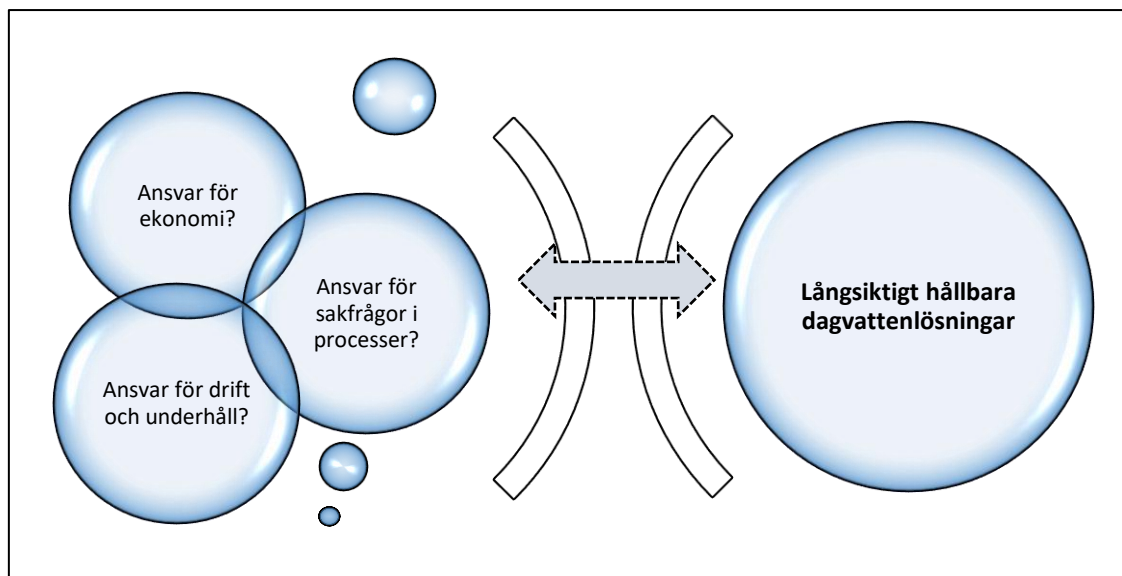 Ansvar för
ekonomi?
Ansvar för
sakfrågor i
processer?
Ansvar för drift
och underhåll?
Långsiktigt hållbara
dagvattenlösningar